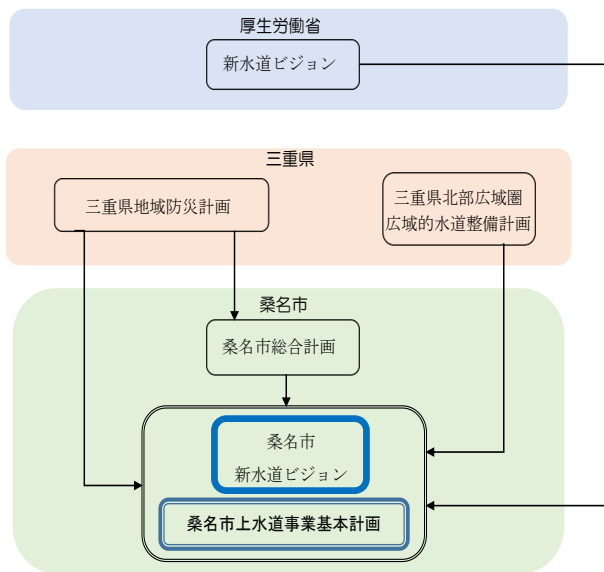 厚生労働省
新水道ビジョン
三重県
三重県地域防災計画
三重県北部広域圏
広域的水道整備計画
桑名市
桑名市総合計画
桑名市
新水道ビジョン
桑名市上水道事業基本計画